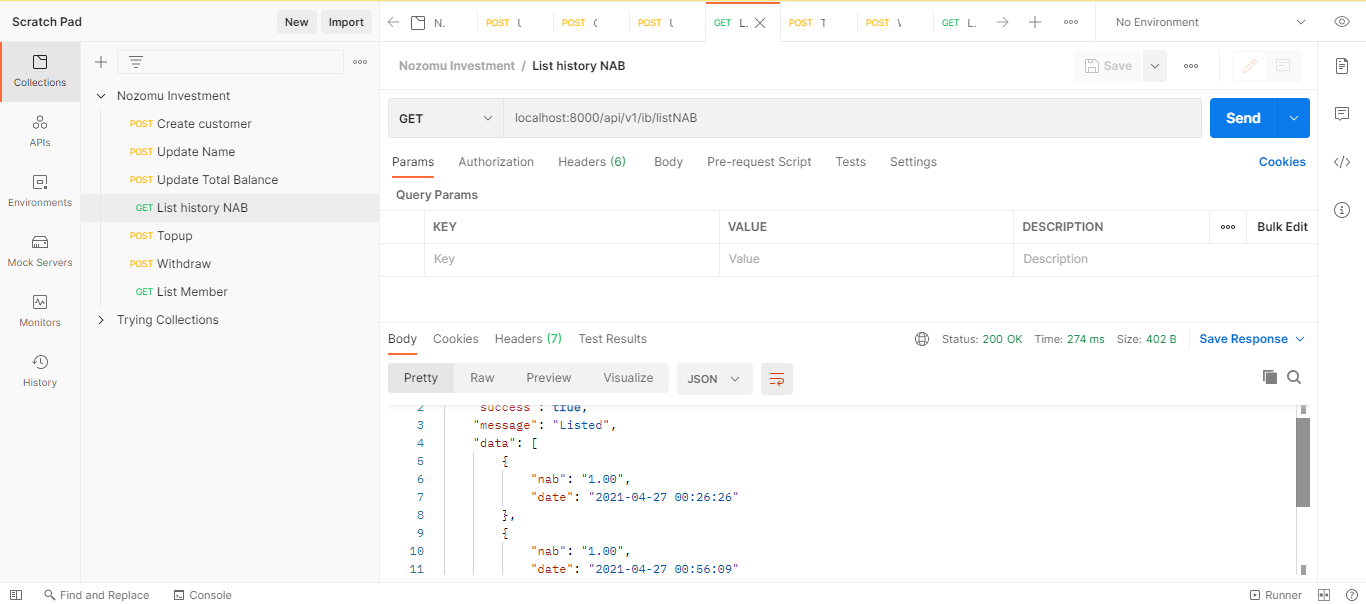 Scratch Pad
New
Import
N.
POST
POST
POST
GET L.
POST T
POST
GET L.
No Environment
Collections
APIs
Environments
Mock Servers
Monitors
History
Nozomu Investment
POST Create customer
POST Update Name
POST Update Total Balance
GET List history NAB
POST Topup
POST Withdraw
GET List Member
Trying Collections
Nozomu Investment / List history NAB
Save
GET
localhost:8000/api/v1/ib/listNAB
Send
Params Authorization Headers (6) Body Pre-request Script Tests Settings
Cookies
Query Params
KEY VALUE DESCRIPTION
Bulk Edit
Key Value Description
Body Cookies Headers (7) Test Results
Status: 200 OK Time: 274 ms Size: 402 B
Save Response
Pretty Raw Preview Visualize
JSON
2 "success": true,
3 "message": "Listed",
4 "data": [
5 {
6 "nab": "1.00",
7 "date": "2021-04-27 00:26:26"
8 },
9 {
10 "nab": "1.00",
11 "date": "2021-04-27 00:56:09"
Find and Replace
Console
Runner